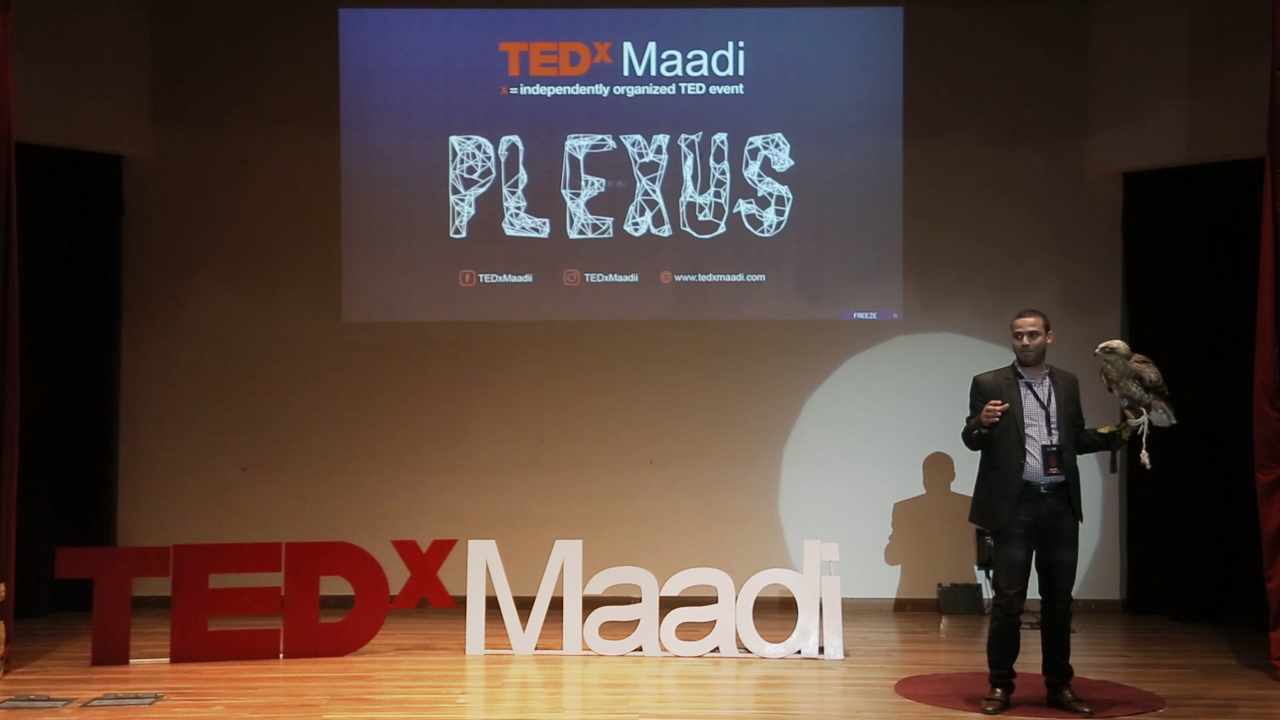 TEDx Maadi
x = independently organized TED event
PLEXUS
TEDxMaadii TEDxMaadii www.tedxmaadi.com
FREEZE
TEDx Maadi